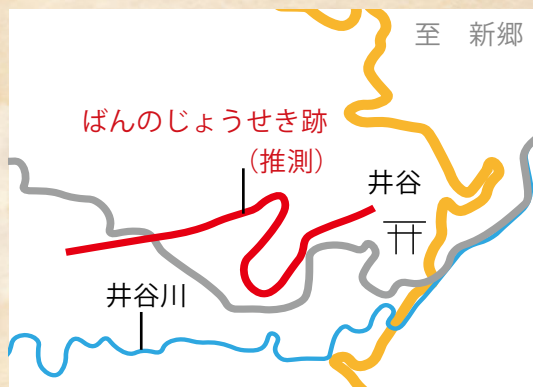 至　新郷
ばんのじょうせき跡
（推測）
井谷
井谷川